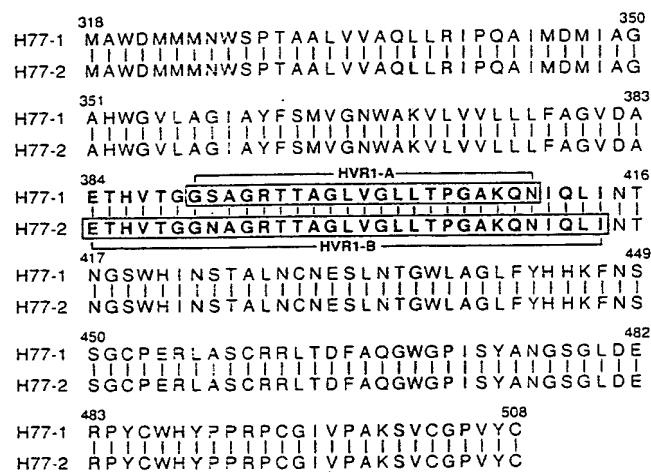 318 350
H77-1 MAWDMMMNWSPTAALVVAQLLRIPQAIMDMIAG
H77-2 MAWDMMMNWSPTAALVVAQLLRIPQAIMDMIAG
351 383
H77-1 AHWGVLAGIAYFSMVGNWAKVLVVLLLFAGVDA
H77-2 AHWGVLAGIAYFSMVGNWAKVLVVLLLFAGVDA
384 HVR1-A 416
H77-1 ETHVTGGSAGRTTAGLVGLLTPGAKQNIQLINT
H77-2 ETHVTGGNAGRTTAGLVGLLTPGAKQNIQLINT
HVR1-B
417 449
H77-1 NGSWHINSTALNCNESLNTGWLAGLFYHHKFNS
H77-2 NGSWHINSTALNCNESLNTGWLAGLFYHHKFNS
450 482
H77-1 SGCPERLASCRRLTDFAQGWGPISYANGSGLDE
H77-2 SGCPERLASCRRLTDFAQGWGPISYANGSGLDE
483 508
H77-1 RPYCWHYPPRPCGIVPAKSVCGPVYC
H77-2 RPYCWHYPPRPCGIVPAKSVCGPVYC